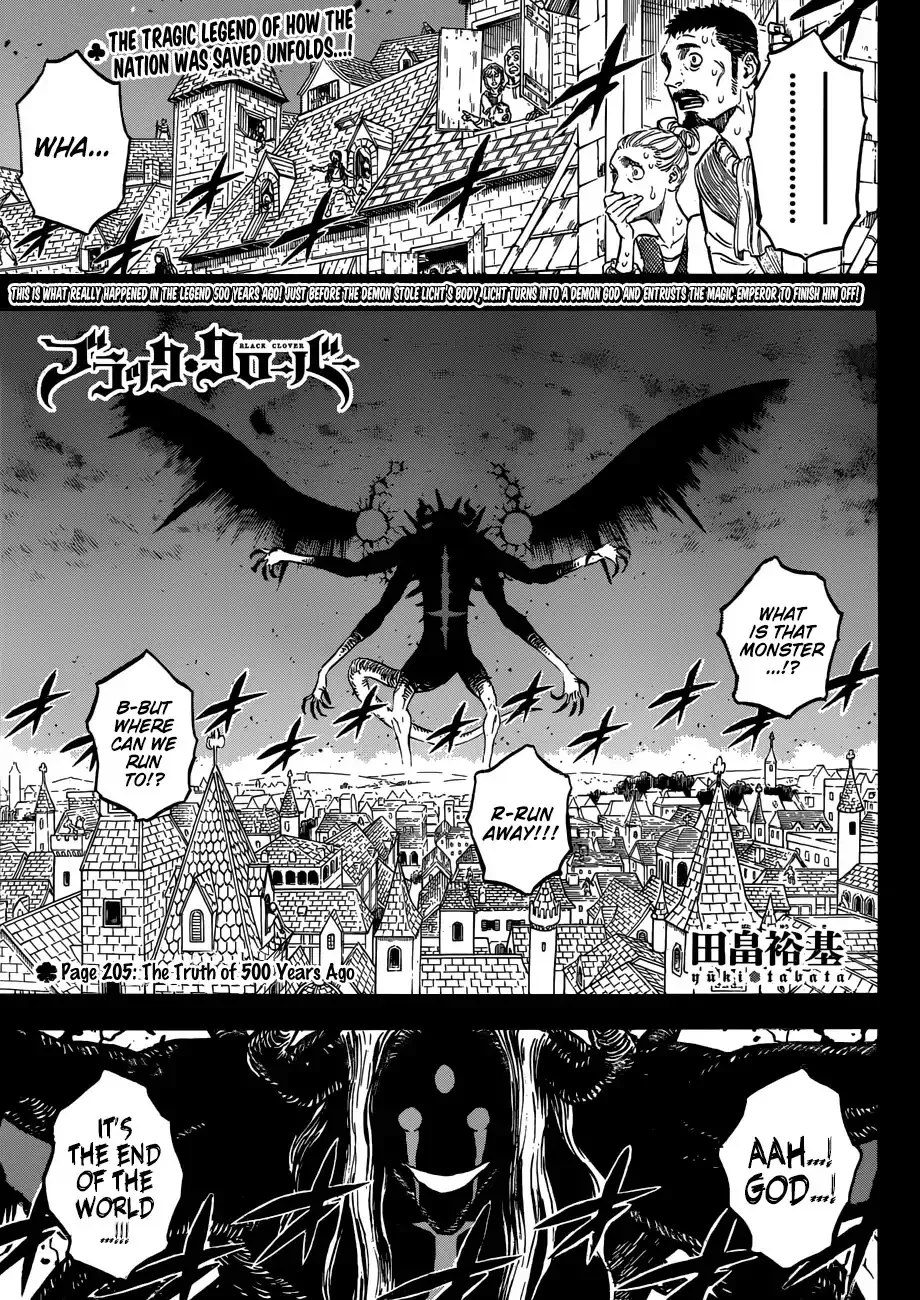 THE TRAGIC LEGEND OF HOW THE
NATION WAS SAVED UNFOLDS...!
WHA...
THIS IS WHAT REALLY HAPPENED IN THE LEGEND 500 YEARS AGO! JUST BEFORE THE DEMON STOLE LICHT'S BODY, LICHT TURNS INTO A DEMON GOD AND ENTRUSTS THE MAGIC EMPEROR TO FINISH HIM OFF!
BLACK CLOVER
ブラッククローバー
WHAT
IS THAT
MONSTER
...!?
R-RUN
AWAY!!!
B-BUT
WHERE
CAN WE
RUN
TO!?
田畠裕基
yūki tabata
Page 205: The Truth of 500 Years Ago
AAH...!
GOD...!
IT'S
THE END
OF THE
WORLD
...!!!